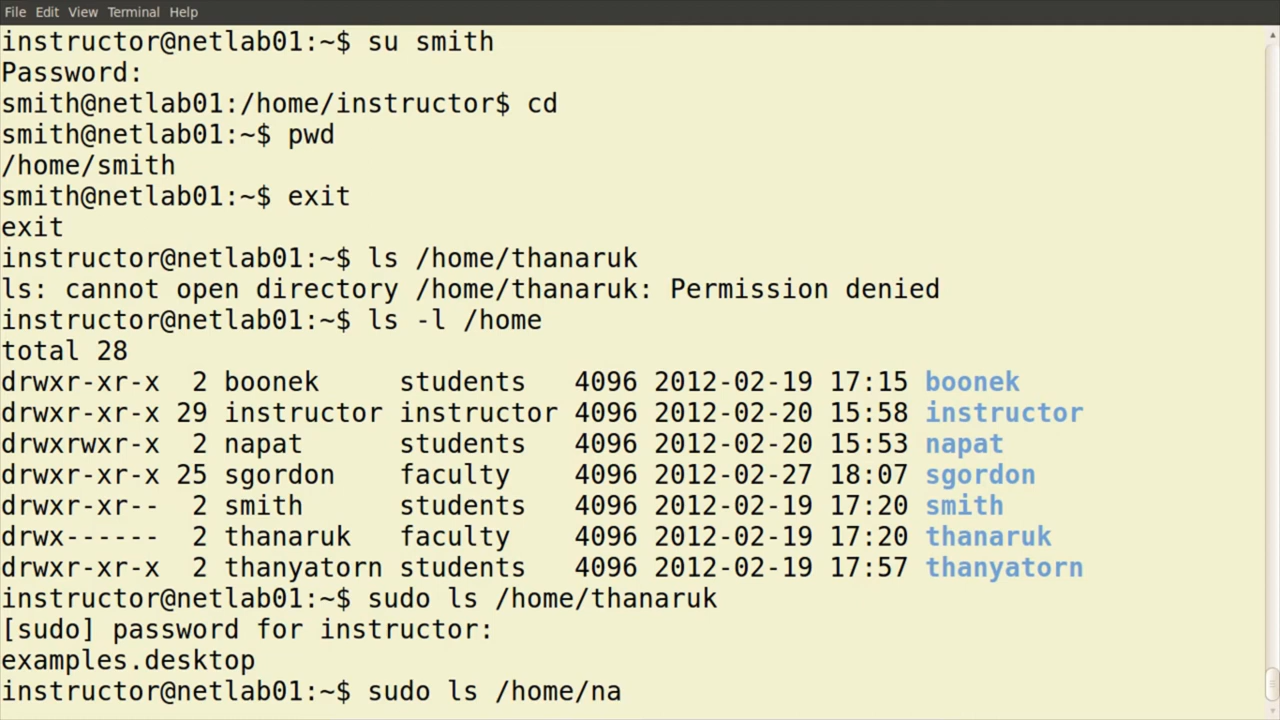 File Edit View Terminal Help
instructor@netlab01:~$ su smith
Password:
smith@netlab01:/home/instructor$ cd
smith@netlab01:~$ pwd
/home/smith
smith@netlab01:~$ exit
exit
instructor@netlab01:~$ ls /home/thanaruk
ls: cannot open directory /home/thanaruk: Permission denied
instructor@netlab01:~$ ls -l /home
total 28
drwxr-xr-x  2 boonek     students   4096 2012-02-19 17:15 boonek
drwxr-xr-x 29 instructor instructor 4096 2012-02-20 15:58 instructor
drwxrwxr-x  2 napat      students   4096 2012-02-20 15:53 napat
drwxr-xr-x 25 sgordon    faculty    4096 2012-02-27 18:07 sgordon
drwxr-xr--  2 smith      students   4096 2012-02-19 17:20 smith
drwx------  2 thanaruk   faculty    4096 2012-02-19 17:20 thanaruk
drwxr-xr-x  2 thanyatorn students   4096 2012-02-19 17:57 thanyatorn
instructor@netlab01:~$ sudo ls /home/thanaruk
[sudo] password for instructor:
examples.desktop
instructor@netlab01:~$ sudo ls /home/na